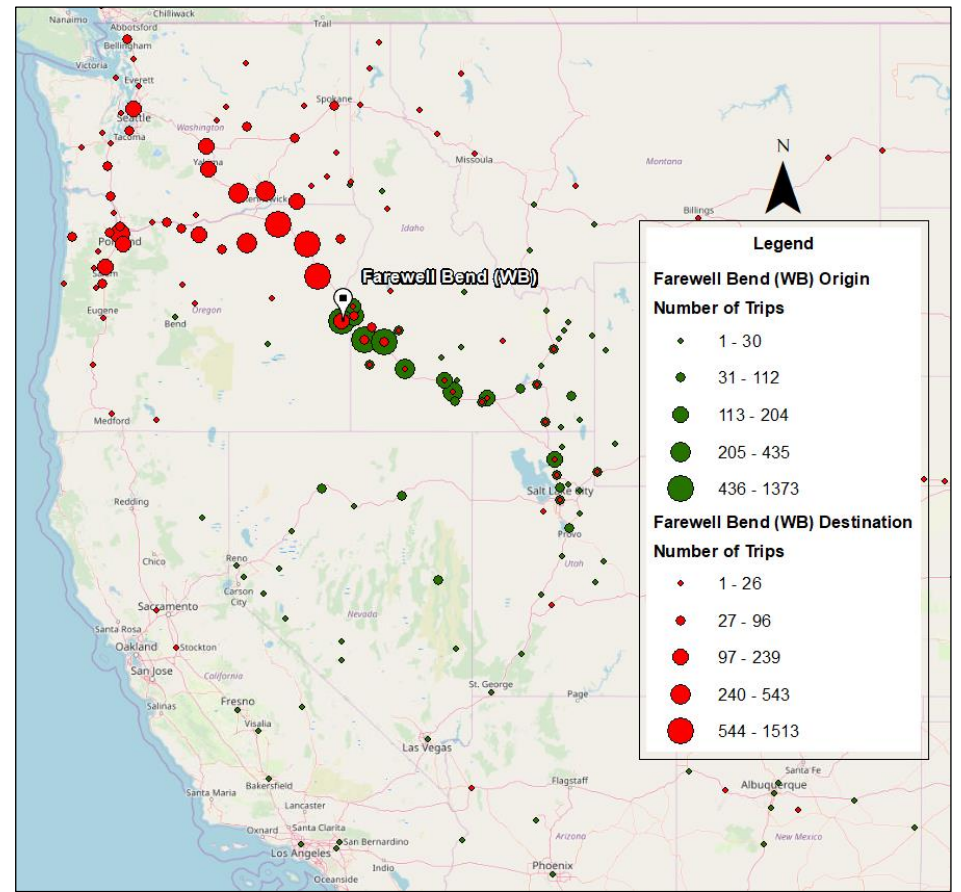 Nanaimo
Chilliwack
Abbotsford
Trail
Bellingham
Victoria
Everett
Spokane
Seattle
Washington
Tacoma
Missoula
Montana
Yakima
Billings
Idaho
Portland
Salem
Farewell Bend (WB)
Eugene
Oregon
Bend
Medford
Redding
Salt Lake City
Provo
Chico
Reno
Utah
Carson
City
Sacramento
Nevada
Santa Rosa
Oakland
Stockton
San Jose
California
St. George
Page
Salinas
Fresno
Visalia
Las Vegas
Santa Fe
Flagstaff
Albuquerque
Santa Maria
Bakersfield
Lancaster
Oxnard
Santa Clarita
Arizona
New Mexico
San Bernardino
Los Angeles
Phoenix
Indio
Oceanside
N
Legend
Farewell Bend (WB) Origin
Number of Trips
1 - 30
31 - 112
113 - 204
205 - 435
436 - 1373
Farewell Bend (WB) Destination
Number of Trips
1 - 26
27 - 96
97 - 239
240 - 543
544 - 1513